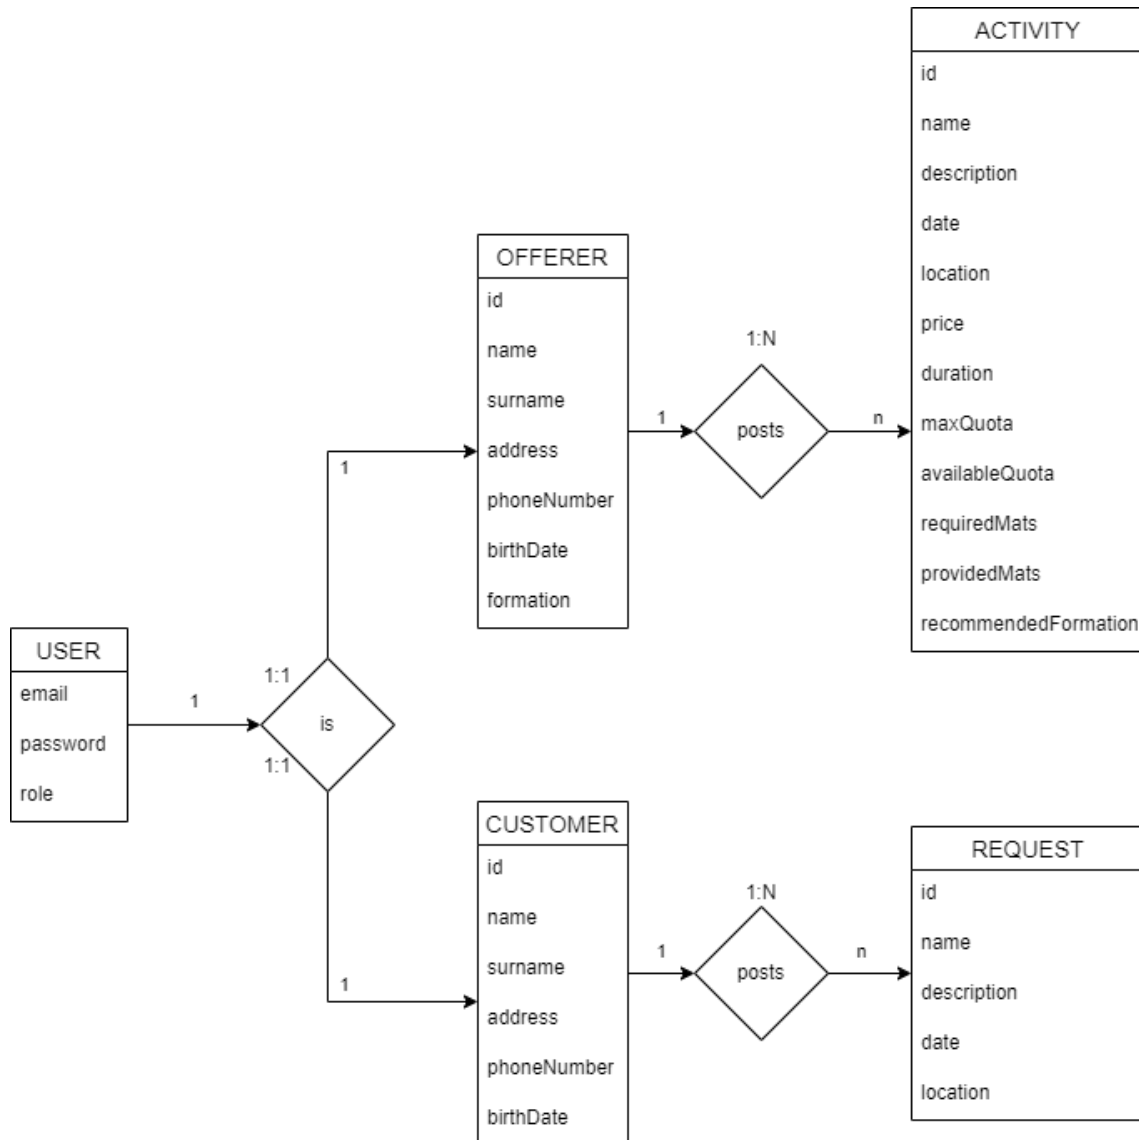 ACTIVITY
id
name
description
date
location
price
duration
maxQuota
availableQuota
requiredMats
providedMats
recommendedFormation
OFFERER
id
name
surname
address
phoneNumber
birthDate
formation
1
1:N
posts
n
1
USER
email
password
role
1
1:1
is
1:1
1
CUSTOMER
id
name
surname
address
phoneNumber
birthDate
1
1:N
posts
n
REQUEST
id
name
description
date
location